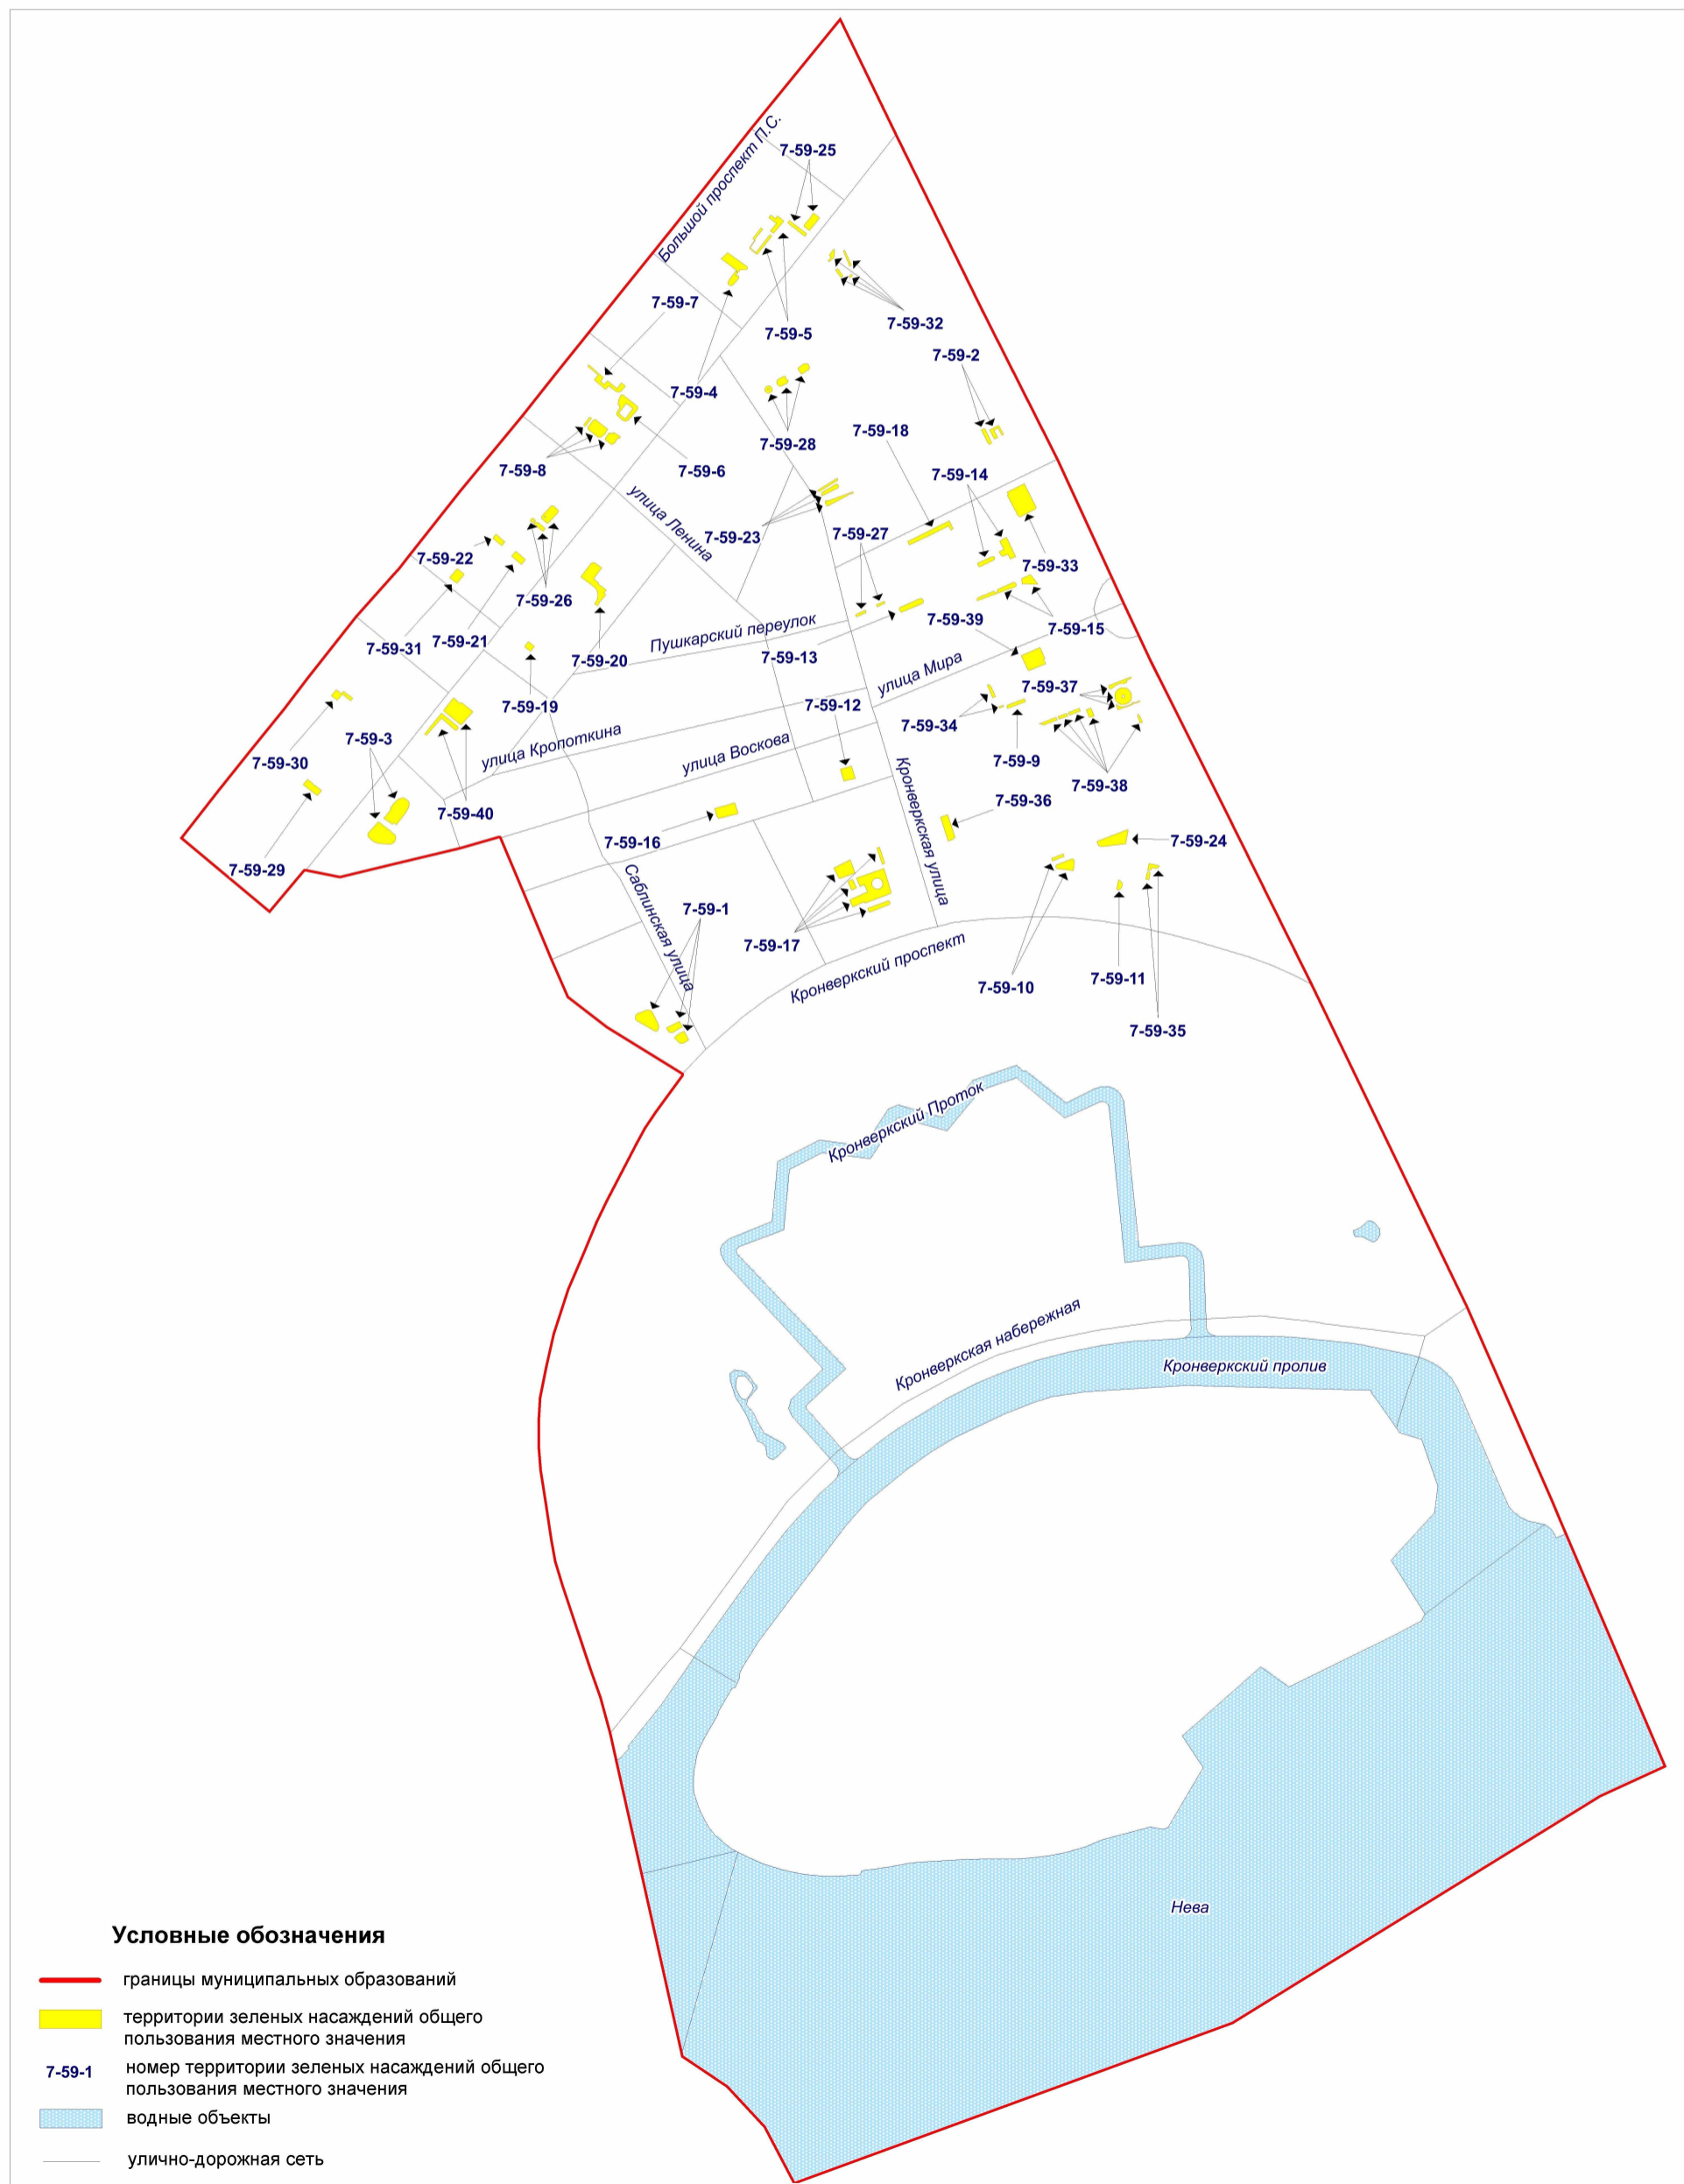 Большой проспект П.С.
7-59-25
7-59-7
7-59-5
7-59-32
7-59-2
7-59-4
7-59-18
7-59-28
7-59-8
7-59-6
7-59-14
улица Ленина
7-59-23
7-59-27
7-59-22
7-59-33
7-59-26
7-59-39
7-59-15
7-59-31
7-59-21
Пушкарский переулок
7-59-20
7-59-13
улица Мира
7-59-37
7-59-19
7-59-12
7-59-34
7-59-3
улица Кропоткина
улица Воскова
7-59-30
7-59-9
7-59-38
Кронверкская улица
7-59-36
7-59-40
7-59-16
7-59-24
7-59-29
Саблинская улица
7-59-1
7-59-17
Кронверкский проспект
7-59-10
7-59-11
7-59-35
Кронверкский Проток
Кронверкская набережная
Кронверкский пролив
Нева
Условные обозначения
границы муниципальных образований
территории зеленых насаждений общего
пользования местного значения
7-59-1
номер территории зеленых насаждений общего
пользования местного значения
водные объекты
улично-дорожная сеть